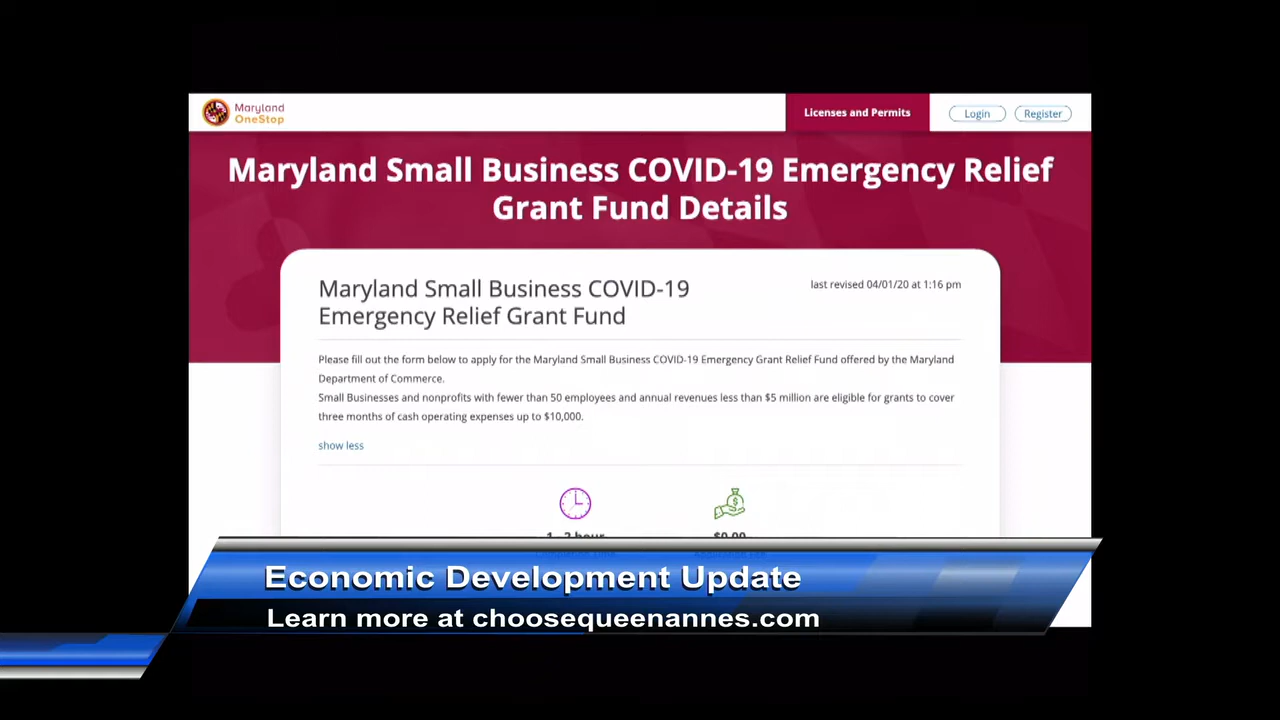 Maryland
OneStop
Licenses and Permits
Login
Register
Maryland Small Business COVID-19 Emergency Relief
Grant Fund Details
Maryland Small Business COVID-19
Emergency Relief Grant Fund
last revised 04/01/20 at 1:16 pm
Please fill out the form below to apply for the Maryland Small Business COVID-19 Emergency Grant Relief Fund offered by the Maryland
Department of Commerce.
Small Businesses and nonprofits with fewer than 50 employees and annual revenues less than $5 million are eligible for grants to cover
three months of cash operating expenses up to $10,000.
show less
1 - 2 hour
$0.00
Economic Development Update
Learn more at choosequeenannes.com